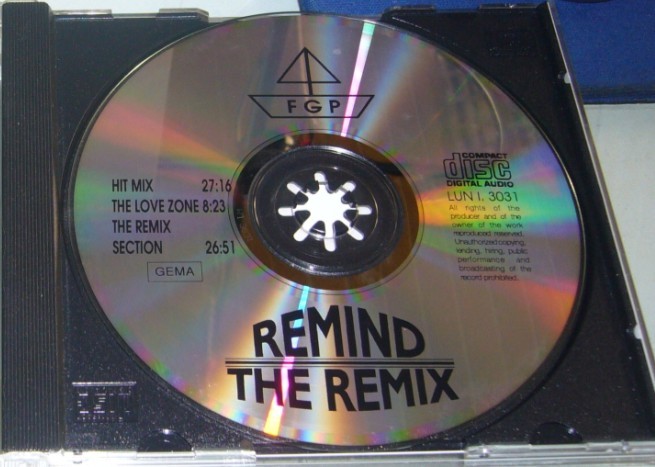 FGP
HIT MIX 27:16
THE LOVE ZONE 8:23
THE REMIX
SECTION 26:51
GEMA
COMPACT
disc
DIGITAL AUDIO
LUN I. 3031
All rights of the
producer and of the
owner of the work
reproduced reserved.
Unauthorized copying,
lending, hiring, public
performance and
broadcasting of the
record prohibited.
REMIND
THE REMIX